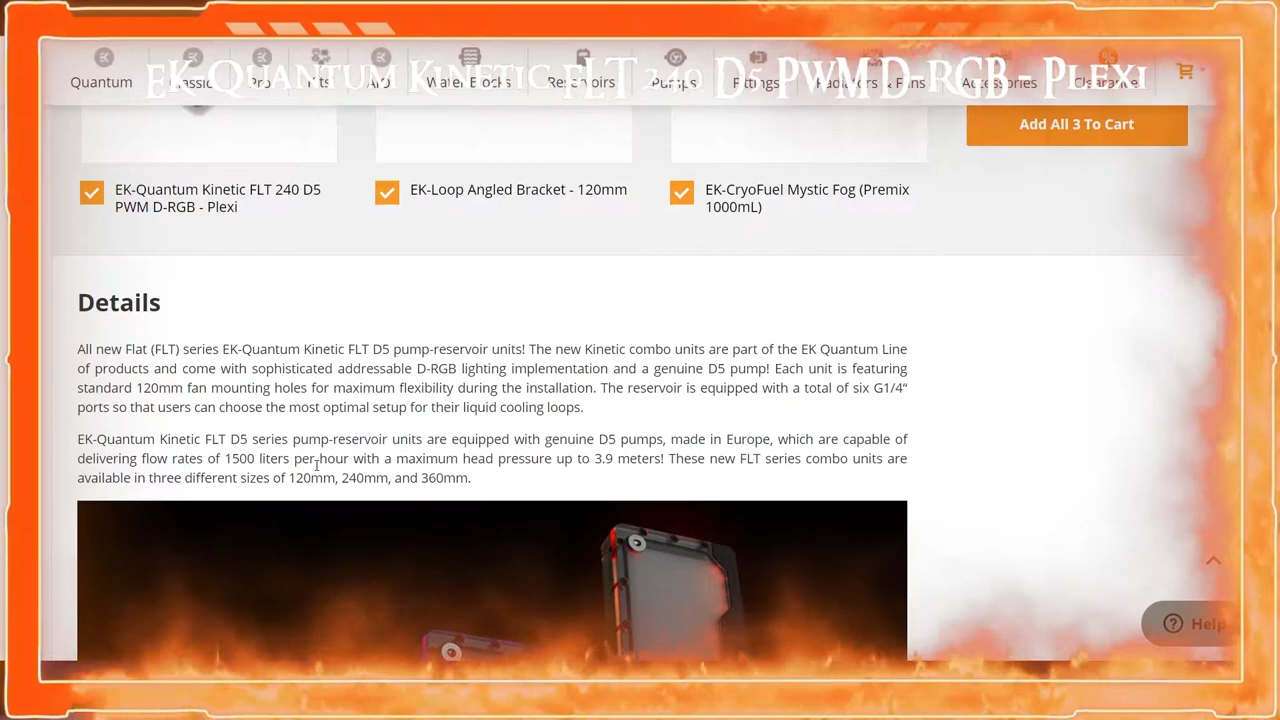 EK-Quantum Kinetic FLT 240 D5 PWM D-RGB - Plexi
Quantum Classic Pro Kits AIO Water Blocks Reservoirs Pumps Fittings Radiators & Fans Accessories Clearance
Add All 3 To Cart
EK-Quantum Kinetic FLT 240 D5 EK-Loop Angled Bracket - 120mm EK-CryoFuel Mystic Fog (Premix
PWM D-RGB - Plexi 1000mL)
Details
All new Flat (FLT) series EK-Quantum Kinetic FLT D5 pump-reservoir units! The new Kinetic combo units are part of the EK Quantum Line
of products and come with sophisticated addressable D-RGB lighting implementation and a genuine D5 pump! Each unit is featuring
standard 120mm fan mounting holes for maximum flexibility during the installation. The reservoir is equipped with a total of six G1/4“
ports so that users can choose the most optimal setup for their liquid cooling loops.
EK-Quantum Kinetic FLT D5 series pump-reservoir units are equipped with genuine D5 pumps, made in Europe, which are capable of
delivering flow rates of 1500 liters per hour with a maximum head pressure up to 3.9 meters! These new FLT series combo units are
available in three different sizes of 120mm, 240mm, and 360mm.
Help